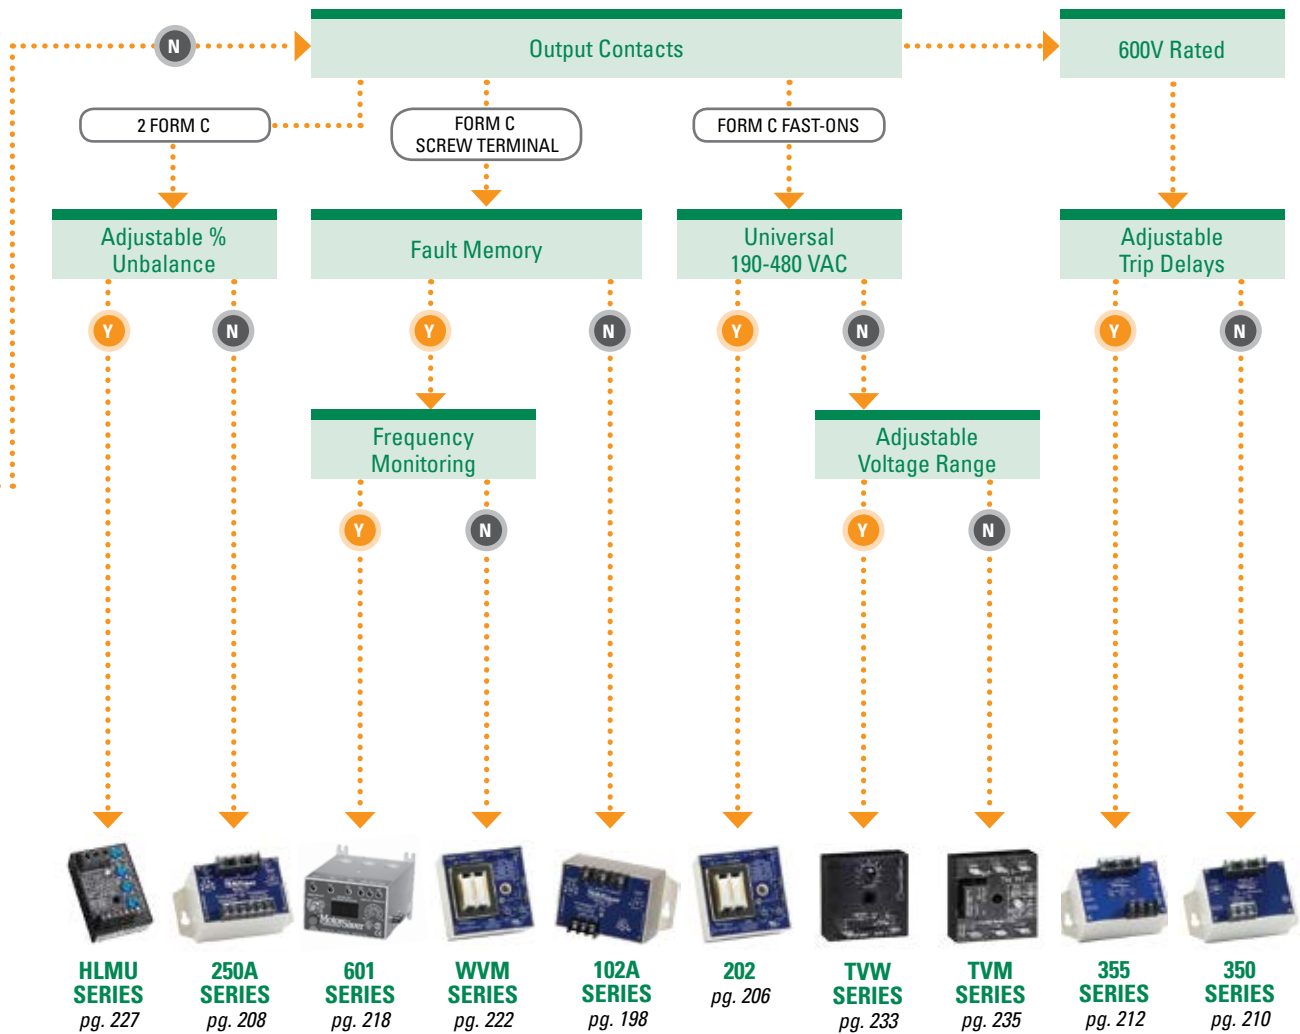 N
Output Contacts
600V Rated
2 FORM C
FORM C
SCREW TERMINAL
FORM C FAST-ONS
Adjustable %
Unbalance
Fault Memory
Universal
190-480 VAC
Adjustable
Trip Delays
Y
N
Y
N
Y
N
Y
N
Frequency
Monitoring
Adjustable
Voltage Range
Y
N
Y
N
MotorSaver
HLMU
SERIES
pg. 227
250A
SERIES
pg. 208
601
SERIES
pg. 218
WVM
SERIES
pg. 222
102A
SERIES
pg. 198
202
pg. 206
TVW
SERIES
pg. 233
TVM
SERIES
pg. 235
355
SERIES
pg. 212
350
SERIES
pg. 210